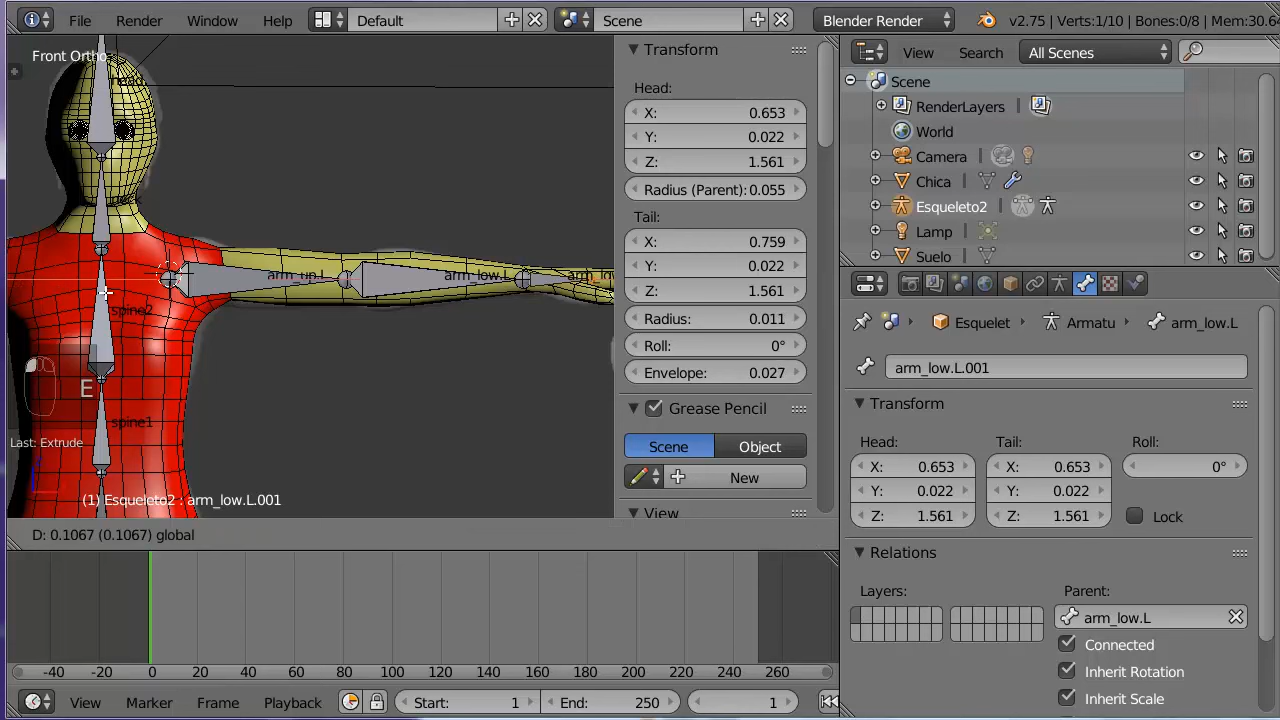 File Render Window Help Default Scene Blender Render v2.75 | Verts:1/10 | Bones:0/8 | Mem:30.6
Front Ortho
arm_up.L
arm_low.L
spine2
spine1
E
Last: Extrude
(1) Esqueleto2 : arm_low.L.001
D: 0.1067 (0.1067) global
Transform
Head:
X: 0.653
Y: 0.022
Z: 1.561
Radius (Parent): 0.055
Tail:
X: 0.759
Y: 0.022
Z: 1.561
Radius: 0.011
Roll: 0°
Envelope: 0.027
Grease Pencil
Scene Object
New
View
View Search All Scenes
Scene
RenderLayers
World
Camera
Chica
Esqueleto2
Lamp
Suelo
Esquelet Armatu arm_low.L
arm_low.L.001
Transform
Head: Tail: Roll:
X: 0.653 X: 0.653 0°
Y: 0.022 Y: 0.022
Z: 1.561 Z: 1.561 Lock
Relations
Layers: Parent:
arm_low.L
Connected
Inherit Rotation
Inherit Scale
-40 -20 0 20 40 60 80 100 120 140 160 180 200 220 240 260
View Marker Frame Playback Start: 1 End: 250 1